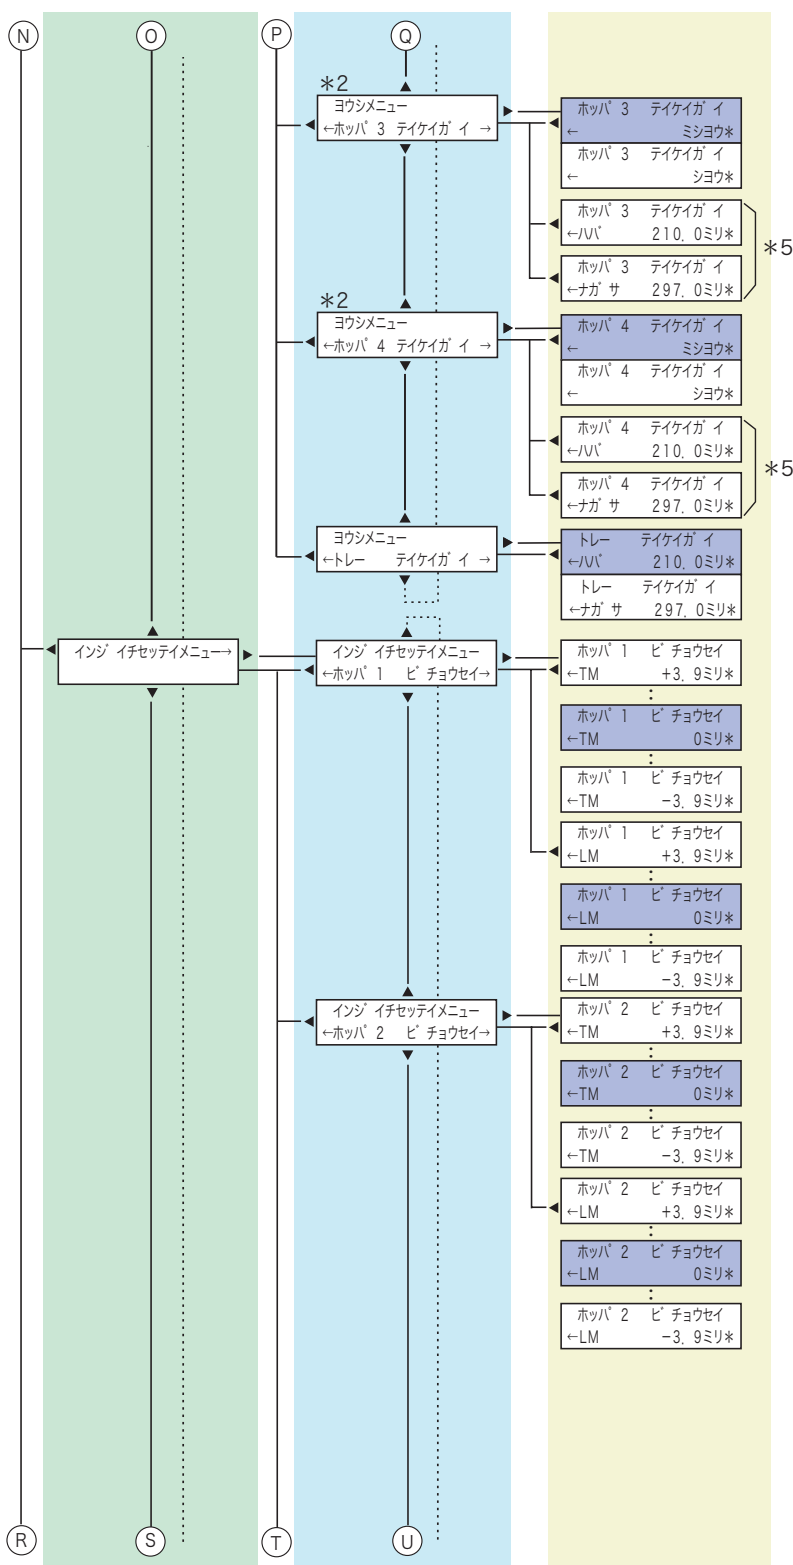 N O P Q
*2
ヨウシメニュー
←ホッパ 3 テイケイガイ →
ホッパ 3 テイケイガイ
← ミシヨウ*
ホッパ 3 テイケイガイ
← シヨウ*
ホッパ 3 テイケイガイ
←ハバ 210.0ミリ*
*5
ホッパ 3 テイケイガイ
←ナガサ 297.0ミリ*
*2
ヨウシメニュー
←ホッパ 4 テイケイガイ →
ホッパ 4 テイケイガイ
← ミシヨウ*
ホッパ 4 テイケイガイ
← シヨウ*
ホッパ 4 テイケイガイ
←ハバ 210.0ミリ*
*5
ホッパ 4 テイケイガイ
←ナガサ 297.0ミリ*
ヨウシメニュー
←トレー テイケイガイ →
トレー テイケイガイ
←ハバ 210.0ミリ*
トレー テイケイガイ
←ナガサ 297.0ミリ*
インジイチセッテイメニュー→
インジイチセッテイメニュー
←ホッパ 1 ビチョウセイ→
ホッパ 1 ビチョウセイ
←TM +3.9ミリ*
ホッパ 1 ビチョウセイ
←TM 0ミリ*
ホッパ 1 ビチョウセイ
←TM −3.9ミリ*
ホッパ 1 ビチョウセイ
←LM +3.9ミリ*
ホッパ 1 ビチョウセイ
←LM 0ミリ*
ホッパ 1 ビチョウセイ
←LM −3.9ミリ*
インジイチセッテイメニュー
←ホッパ 2 ビチョウセイ→
ホッパ 2 ビチョウセイ
←TM +3.9ミリ*
ホッパ 2 ビチョウセイ
←TM 0ミリ*
ホッパ 2 ビチョウセイ
←TM −3.9ミリ*
ホッパ 2 ビチョウセイ
←LM +3.9ミリ*
ホッパ 2 ビチョウセイ
←LM 0ミリ*
ホッパ 2 ビチョウセイ
←LM −3.9ミリ*
R S T U